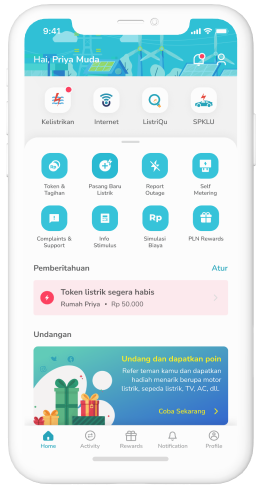 9:41
Hai, Priya Muda
Kelistrikan
Internet
ListriQu
SPKLU
Token &
Tagihan
Pasang Baru
Listrik
Report
Outage
Self
Metering
Complaints &
Support
Info
Stimulus
Rp
Simulasi
Biaya
PLN Rewards
Pemberitahuan
Atur
Token listrik segera habis
Rumah Priya • Rp 50.000
Undangan
Undang dan dapatkan poin
Refer teman kamu dan dapatkan
hadiah menarik berupa motor
listrik, sepeda listrik, TV, AC, dll.
Coba Sekarang
Home
Activity
Rewards
Notification
Profile